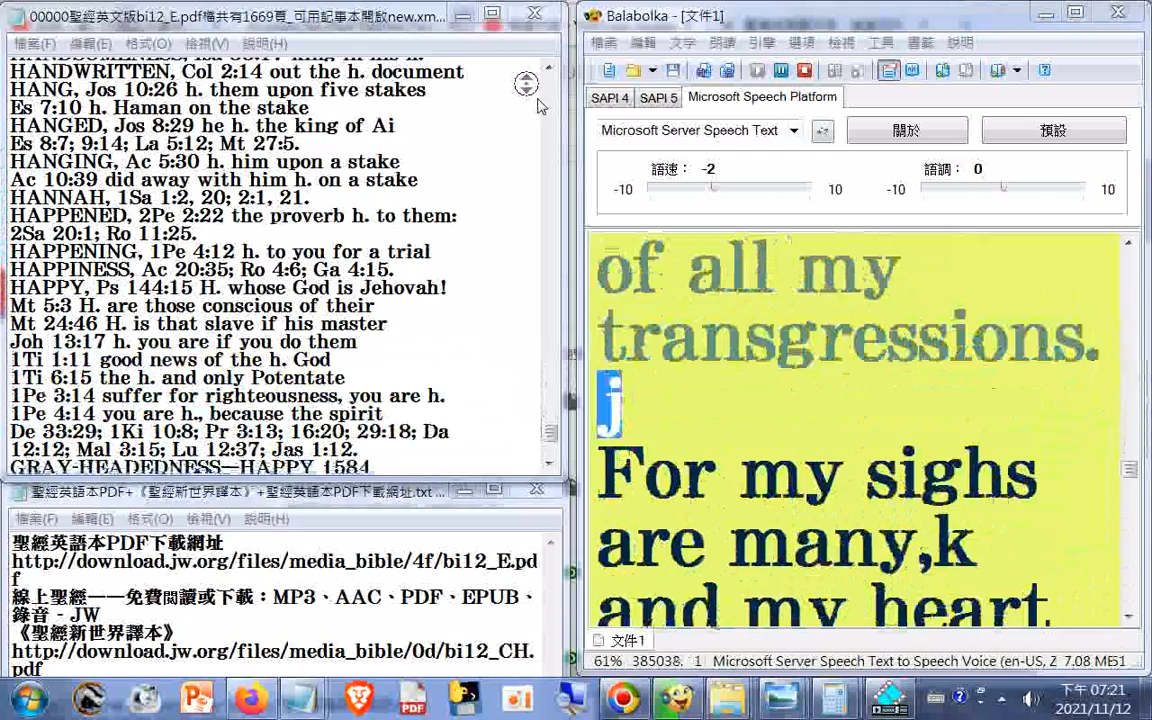 00000聖經英文版bi12_E.pdf檔共有1669頁_可用記事本開啟new.xm...
檔案(F) 編輯(E) 格式(O) 檢視(V) 說明(H)
HANDWRITTEN, Col 2:14 out the h. document
HANG, Jos 10:26 h. them upon five stakes
Es 7:10 h. Haman on the stake
HANGED, Jos 8:29 he h. the king of Ai
Es 8:7; 9:14; La 5:12; Mt 27:5.
HANGING, Ac 5:30 h. him upon a stake
Ac 10:39 did away with him h. on a stake
HANNAH, 1Sa 1:2, 20; 2:1, 21.
HAPPENED, 2Pe 2:22 the proverb h. to them:
2Sa 20:1; Ro 11:25.
HAPPENING, 1Pe 4:12 h. to you for a trial
HAPPINESS, Ac 20:35; Ro 4:6; Ga 4:15.
HAPPY, Ps 144:15 H. whose God is Jehovah!
Mt 5:3 H. are those conscious of their
Mt 24:46 H. is that slave if his master
Joh 13:17 h. you are if you do them
1Ti 1:11 good news of the h. God
1Ti 6:15 the h. and only Potentate
1Pe 3:14 suffer for righteousness, you are h.
1Pe 4:14 you are h., because the spirit
De 33:29; 1Ki 10:8; Pr 3:13; 16:20; 29:18; Da
12:12; Mal 3:15; Lu 12:37; Jas 1:12.
GRAY-HEADEDNESS—HAPPY 1584
聖經英語本PDF+《聖經新世界譯本》+聖經英語本PDF下載網址.txt ...
檔案(F) 編輯(E) 格式(O) 檢視(V) 說明(H)
聖經英語本PDF下載網址
http://download.jw.org/files/media_bible/4f/bi12_E.pd
f
線上聖經——免費閱讀或下載：MP3、AAC、PDF、EPUB、
錄音 - JW
《聖經新世界譯本》
http://download.jw.org/files/media_bible/0d/bi12_CH.
pdf
Balabolka - [文件1]
檔案 編輯 文字 朗讀 引擎 選項 檢視 工具 書籤 說明
SAPI 4 SAPI 5 Microsoft Speech Platform
Microsoft Server Speech Text 關於 預設
語速： -2 語調： 0
-10 10 -10 10
of all my
transgressions.
j
For my sighs
are many,k
and my heart
文件1
61% 385038. 1 Microsoft Server Speech Text to Speech Voice (en-US, Z 7.08 ME51
下午 07:21
2021/11/12